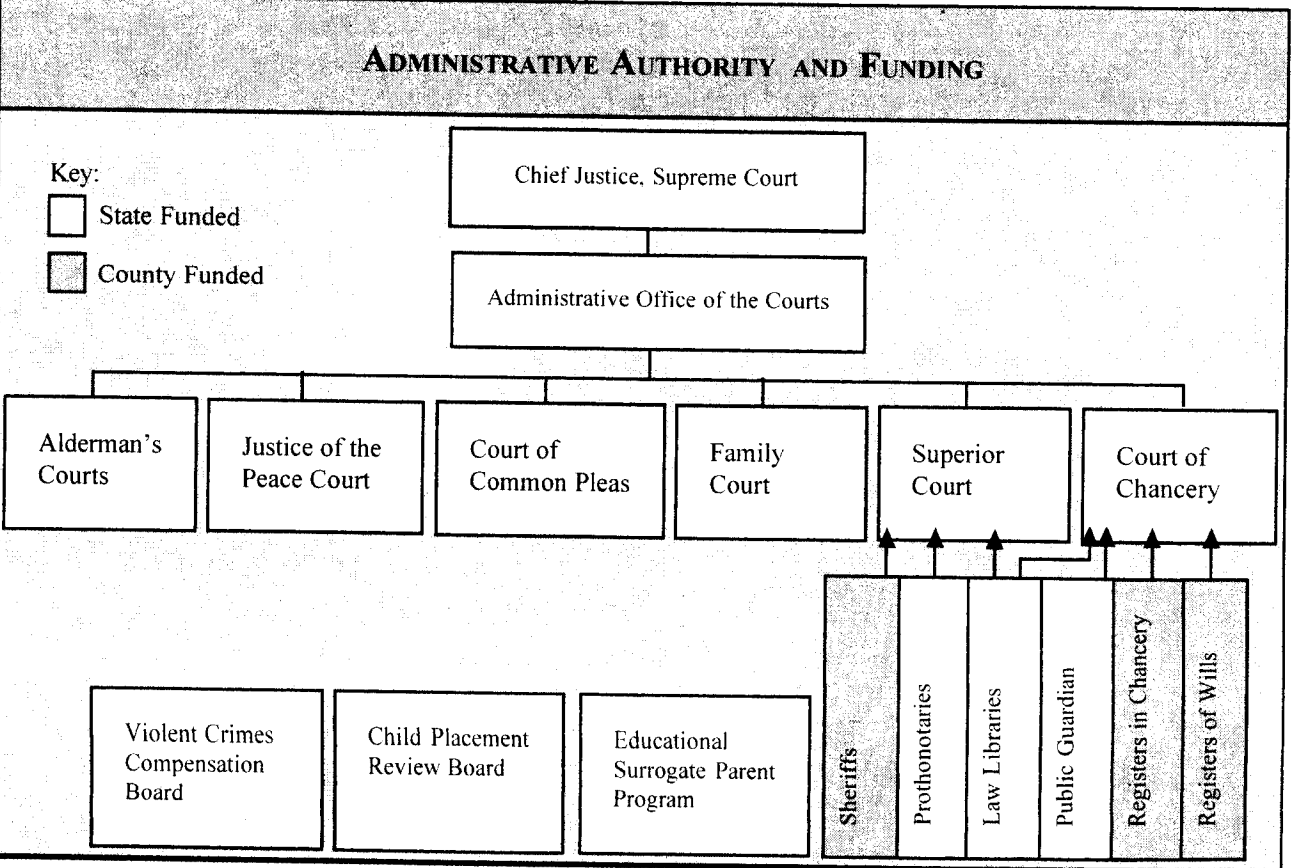 ADMINISTRATIVE AUTHORITY AND FUNDING
Key:
State Funded
County Funded
Chief Justice, Supreme Court
Administrative Office of the Courts
Alderman's
Courts
Justice of the
Peace Court
Court of
Common Pleas
Family
Court
Superior
Court
Court of
Chancery
Violent Crimes
Compensation
Board
Child Placement
Review Board
Educational
Surrogate Parent
Program
Sheriffs
Prothonotaries
Law Libraries
Public Guardian
Registers in Chancery
Registers of Wills